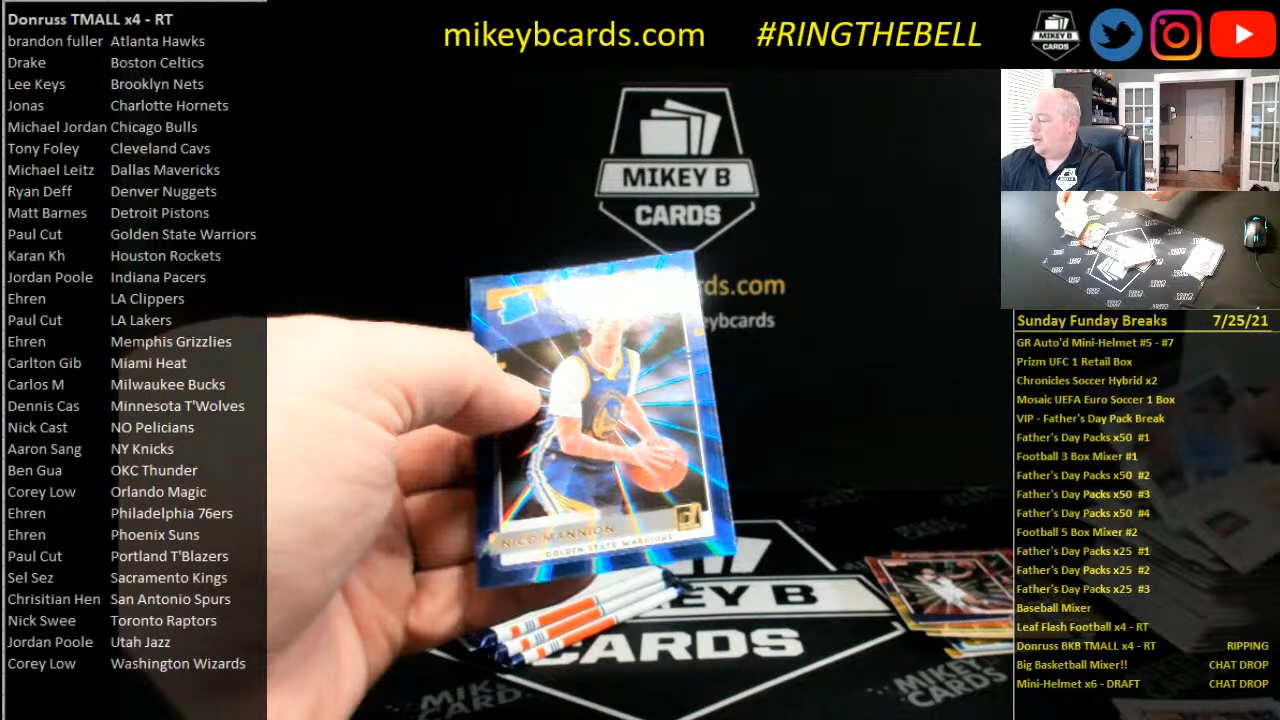 Donruss TMALL x4 - RT
brandon fuller Atlanta Hawks
Drake Boston Celtics
Lee Keys Brooklyn Nets
Jonas Charlotte Hornets
Michael Jordan Chicago Bulls
Tony Foley Cleveland Cavs
Michael Leitz Dallas Mavericks
Ryan Deff Denver Nuggets
Matt Barnes Detroit Pistons
Paul Cut Golden State Warriors
Karan Kh Houston Rockets
Jordan Poole Indiana Pacers
Ehren LA Clippers
Paul Cut LA Lakers
Ehren Memphis Grizzlies
Carlton Gib Miami Heat
Carlos M Milwaukee Bucks
Dennis Cas Minnesota T'Wolves
Nick Cast NO Pelicians
Aaron Sang NY Knicks
Ben Gua OKC Thunder
Corey Low Orlando Magic
Ehren Philadelphia 76ers
Ehren Phoenix Suns
Paul Cut Portland T'Blazers
Sel Sez Sacramento Kings
Chrisitian Hen San Antonio Spurs
Nick Swee Toronto Raptors
Jordan Poole Utah Jazz
Corey Low Washington Wizards
mikeybcards.com #RINGTHEBELL
MIKEY B
CARDS
MIKEY B
CARDS
rds.com
eybcards
NICO MANNION
GOLDEN STATE WARRIORS
MIKEY B
CARDS
Sunday Funday Breaks 7/25/21
GR Auto'd Mini-Helmet #5 - #7
Prizm UFC 1 Retail Box
Chronicles Soccer Hybrid x2
Mosaic UEFA Euro Soccer 1 Box
VIP - Father's Day Pack Break
Father's Day Packs x50 #1
Football 3 Box Mixer #1
Father's Day Packs x50 #2
Father's Day Packs x50 #3
Father's Day Packs x50 #4
Football 5 Box Mixer #2
Father's Day Packs x25 #1
Father's Day Packs x25 #2
Father's Day Packs x25 #3
Baseball Mixer
Leaf Flash Football x4 - RT
Donruss BKB TMALL x4 - RT RIPPING
Big Basketball Mixer!! CHAT DROP
Mini-Helmet x6 - DRAFT CHAT DROP